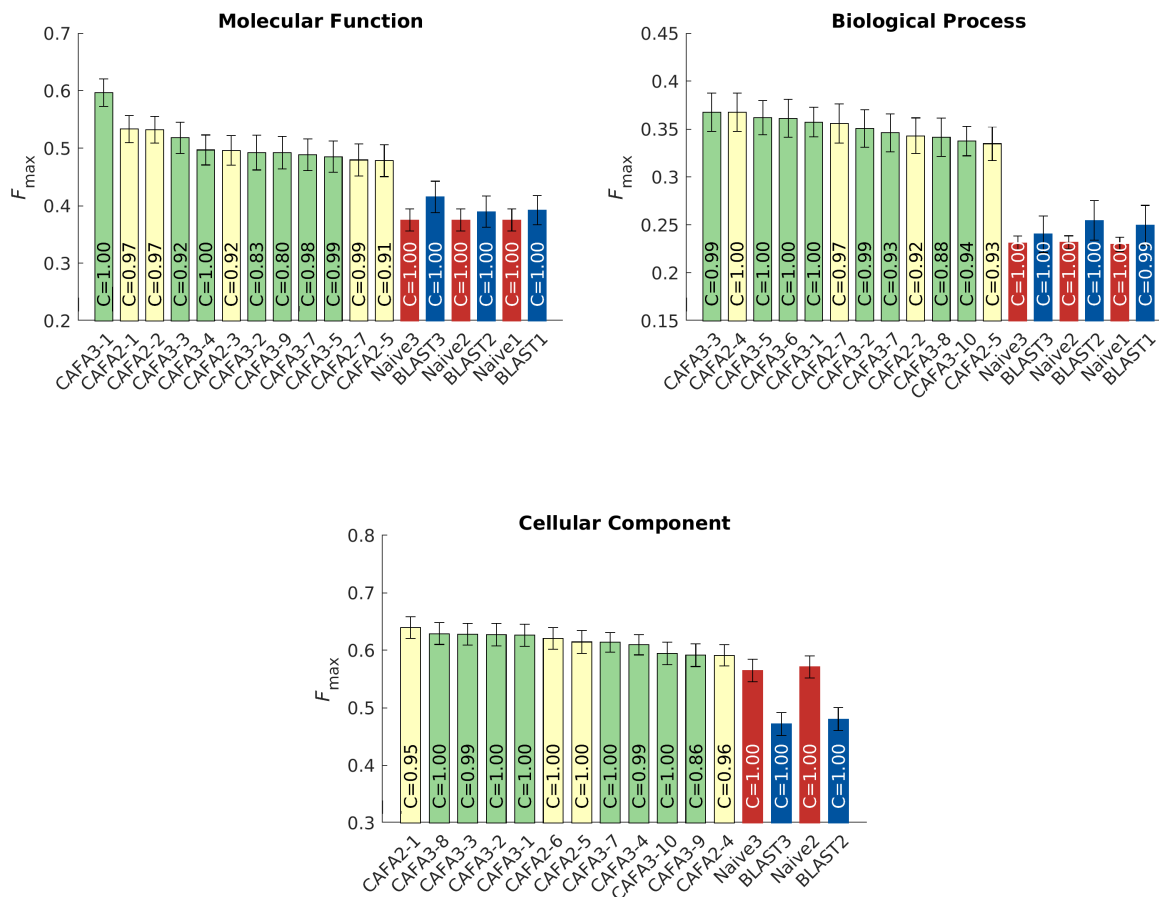 Molecular Function
0.7
0.6
0.5
0.4
0.3
0.2
Fmax
C=1.00
C=0.97
C=0.97
C=0.92
C=1.00
C=0.92
C=0.83
C=0.80
C=0.98
C=0.99
C=0.99
C=0.91
C=1.00
C=1.00
C=1.00
C=1.00
C=1.00
C=1.00
CAFA3-1
CAFA2-1
CAFA2-2
CAFA3-3
CAFA3-4
CAFA2-3
CAFA3-2
CAFA3-9
CAFA3-7
CAFA3-5
CAFA2-7
CAFA2-5
Naive3
BLAST3
Naive2
BLAST2
Naive1
BLAST1
Biological Process
0.45
0.4
0.35
0.3
0.25
0.2
0.15
Fmax
C=0.99
C=1.00
C=1.00
C=1.00
C=1.00
C=0.97
C=0.99
C=0.93
C=0.92
C=0.88
C=0.94
C=0.93
C=1.00
C=1.00
C=1.00
C=1.00
C=1.00
C=0.99
CAFA3-3
CAFA2-4
CAFA3-5
CAFA3-6
CAFA3-1
CAFA2-7
CAFA3-2
CAFA3-7
CAFA2-2
CAFA3-8
CAFA3-10
CAFA2-5
Naive3
BLAST3
Naive2
BLAST2
Naive1
BLAST1
Cellular Component
0.8
0.7
0.6
0.5
0.4
0.3
Fmax
C=0.95
C=1.00
C=0.99
C=1.00
C=1.00
C=1.00
C=1.00
C=1.00
C=0.99
C=1.00
C=0.86
C=0.96
C=1.00
C=1.00
C=1.00
C=1.00
CAFA2-1
CAFA3-8
CAFA3-3
CAFA3-2
CAFA3-1
CAFA2-6
CAFA2-5
CAFA3-7
CAFA3-4
CAFA3-10
CAFA3-9
CAFA2-4
Naive3
BLAST3
Naive2
BLAST2